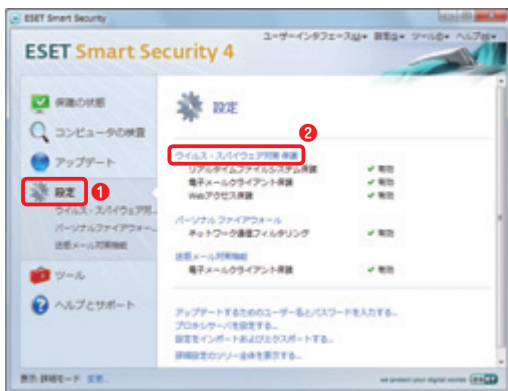 ESET Smart Security
ESET Smart Security 4
ユーザーインタフェース(U)▾ 設定(S)▾ ツール(O)▾ ヘルプ(H)▾
保護の状態
コンピュータの検査
アップデート
設定
1
ウイルス・スパイウェア対...
パーソナルファイアウォー...
迷惑メール対策機能
ツール
ヘルプとサポート
設定
2
ウイルス・スパイウェア対策 保護
リアルタイムファイルシステム保護 有効
電子メールクライアント保護 有効
Webアクセス保護 有効
パーソナル ファイアウォール
ネットワーク通信フィルタリング 有効
迷惑メール対策機能
電子メールクライアント保護 有効
アップデートするためのユーザー名とパスワードを入力する...
プロキシサーバを設定する...
設定をインポートおよびエクスポートする...
詳細設定のツリー全体を表示する...
表示: 詳細モード 変更...
we protect your digital worlds
ESET